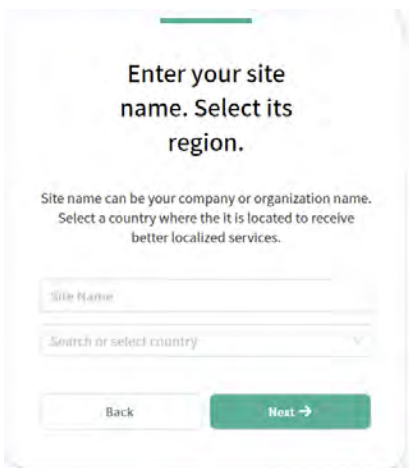 Enter your site
name. Select its
region.
Site name can be your company or organization name.
Select a country where the it is located to receive
better localized services.
Site Name
Search or select country
Back
Next →